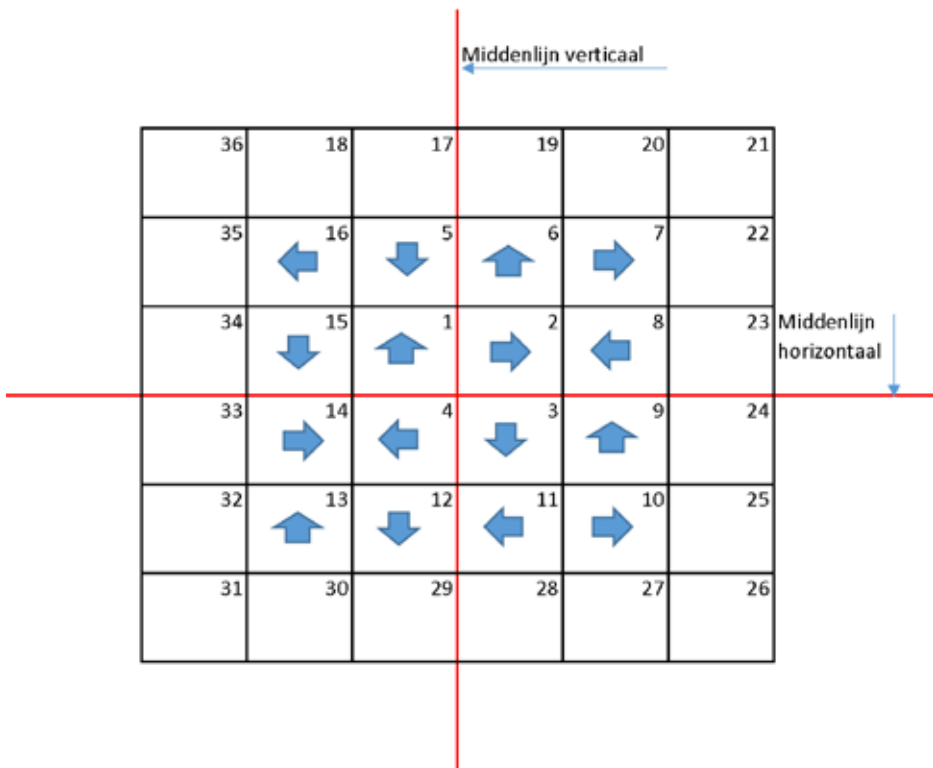 Middenlijn verticaal
36 18 17 19 20 21
35 16 5 6 7 22
34 15 1 2 8 23 Middenlijn
horizontaal
33 14 4 3 9 24
32 13 12 11 10 25
31 30 29 28 27 26